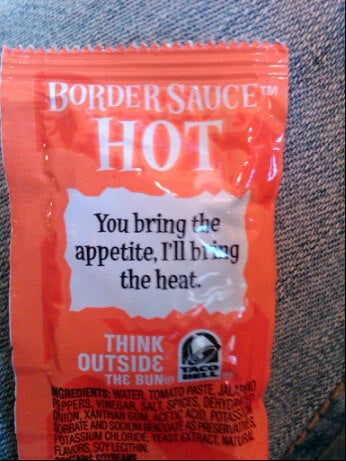 BORDER SAUCE™
HOT
You bring the
appetite, I'll bring
the heat.
THINK
OUTSIDE
THE BUN®
TACO
BELL®
INGREDIENTS: WATER, TOMATO PASTE, JALAPENO
PEPPERS, VINEGAR, SALT, SPICES, DEHYDRATED
ONION, XANTHAN GUM, ACETIC ACID, POTASSIUM
SORBATE AND SODIUM BENZOATE AS PRESERVATIVES,
POTASSIUM CHLORIDE, YEAST EXTRACT, NATURAL
FLAVORS, SOY LECITHIN.
CONTAINS SOYBEANS.